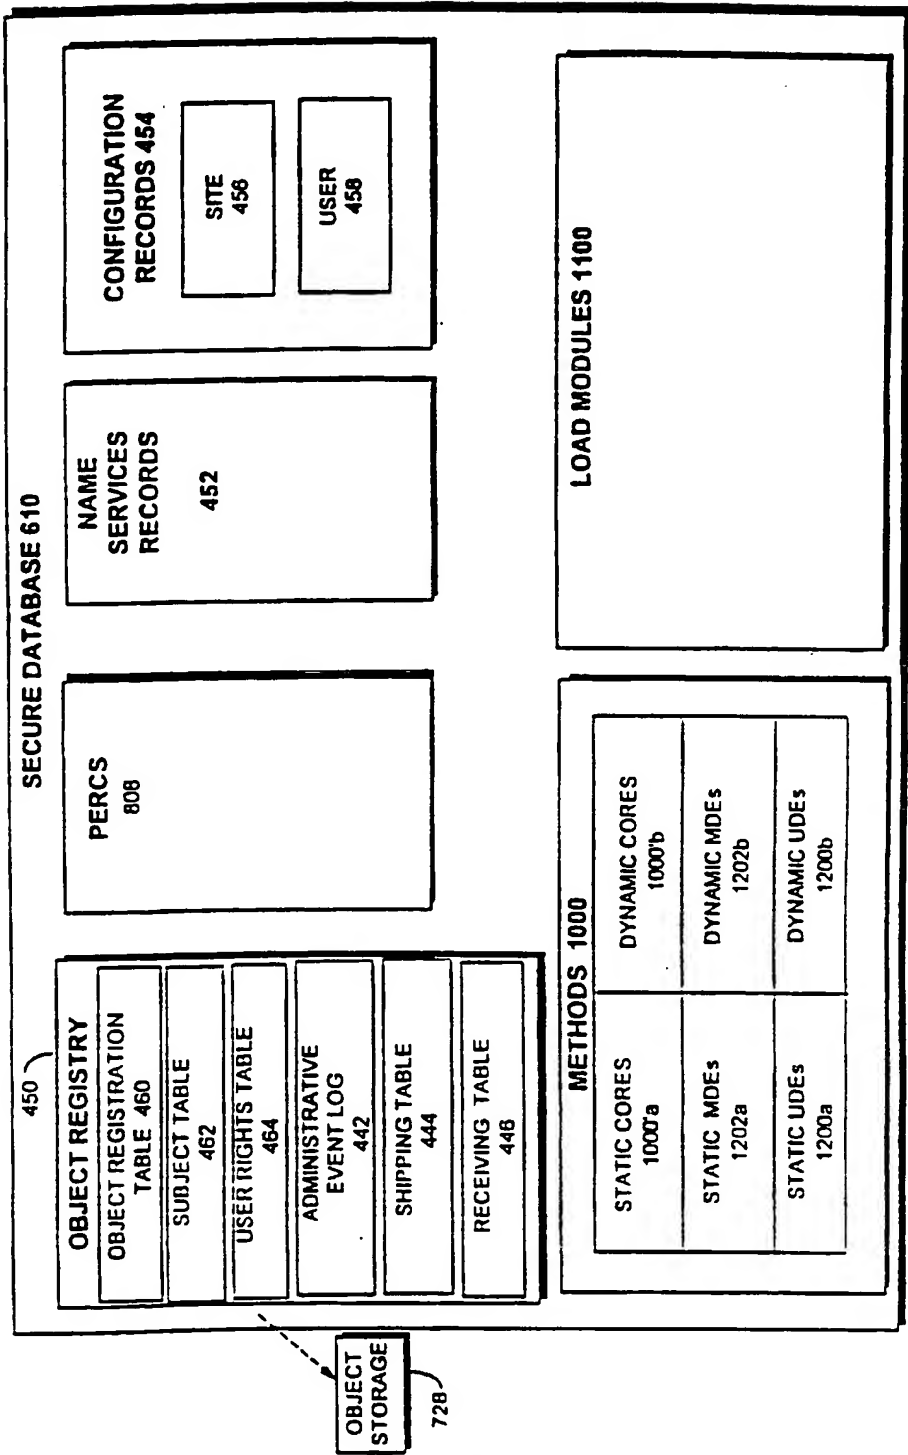 SECURE DATABASE 610
450
OBJECT REGISTRY
OBJECT REGISTRATION
TABLE 460
SUBJECT TABLE
462
USER RIGHTS TABLE
464
ADMINISTRATIVE
EVENT LOG
442
SHIPPING TABLE
444
RECEIVING TABLE
446
OBJECT
STORAGE
728
PERCS
808
NAME
SERVICES
RECORDS
452
CONFIGURATION
RECORDS 454
SITE
456
USER
458
METHODS 1000
STATIC CORES
1000'a
DYNAMIC CORES
1000'b
STATIC MDEs
1202a
DYNAMIC MDEs
1202b
STATIC UDEs
1200a
DYNAMIC UDEs
1200b
LOAD MODULES 1100